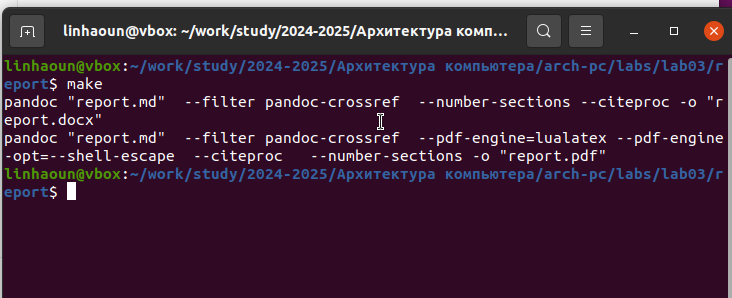 linhaoun@vbox: ~/work/study/2024-2025/Архитектура комп…
linhaoun@vbox:~/work/study/2024-2025/Архитектура компьютера/arch-pc/labs/lab03/r
eport$ make
pandoc "report.md"  --filter pandoc-crossref  --number-sections --citeproc -o "r
eport.docx"
pandoc "report.md"  --filter pandoc-crossref  --pdf-engine=lualatex --pdf-engine
-opt=--shell-escape  --citeproc   --number-sections -o "report.pdf"
linhaoun@vbox:~/work/study/2024-2025/Архитектура компьютера/arch-pc/labs/lab03/r
eport$